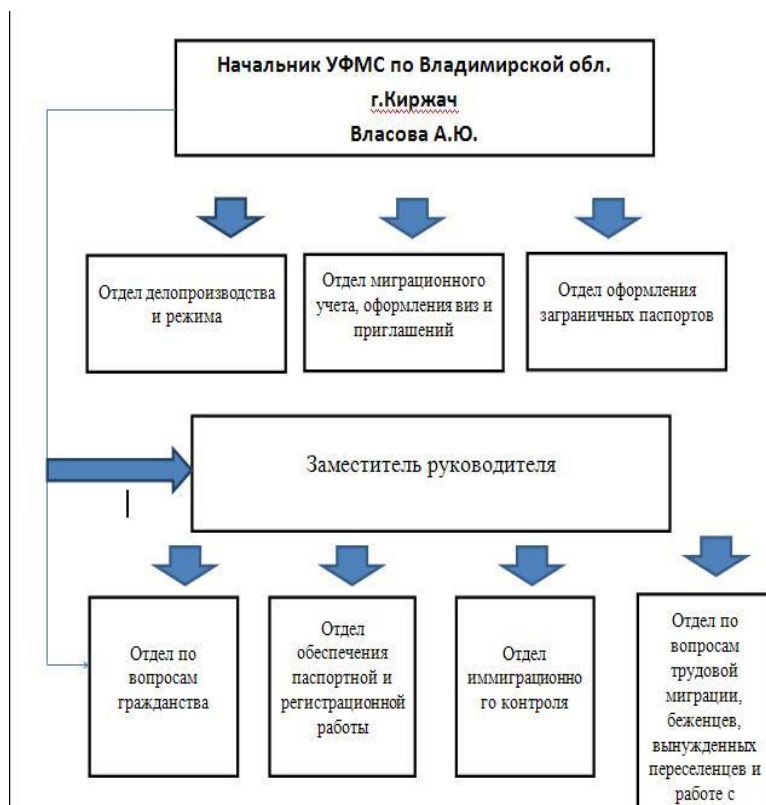 Начальник УФМС по Владимирской обл.
г.Киржач
Власова А.Ю.
Отдел делопроизводства
и режима
Отдел миграционного
учета, оформления виз и
приглашений
Отдел оформления
заграничных паспортов
Заместитель руководителя
Отдел по
вопросам
гражданства
Отдел
обеспечения
паспортной и
регистрационной
работы
Отдел
иммиграционно
го контроля
Отдел по
вопросам
трудовой
миграции,
беженцев,
вынужденных
переселенцев и
работе с